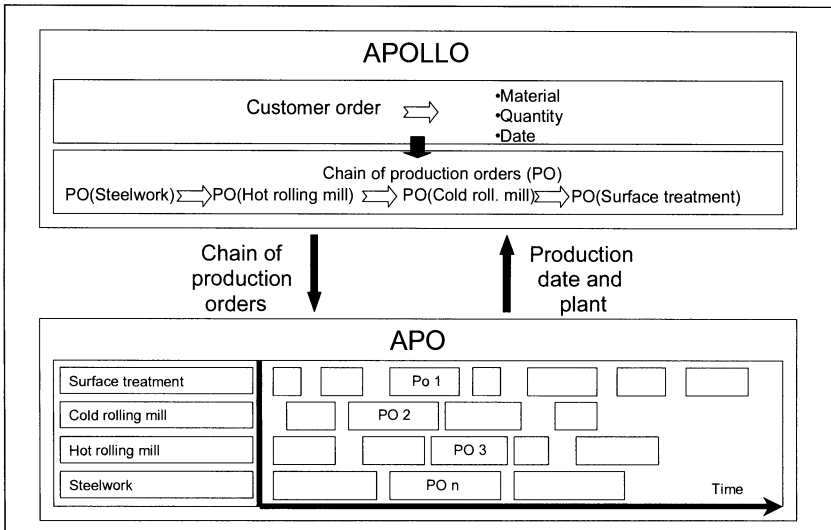 APOLLO
Customer order
•Material
•Quantity
•Date
Chain of production orders (PO)
PO(Steelwork) PO(Hot rolling mill) PO(Cold roll. mill) PO(Surface treatment)
Chain of
production
orders
Production
date and
plant
APO
Surface treatment
Po 1
Cold rolling mill
PO 2
Hot rolling mill
PO 3
Steelwork
PO n
Time